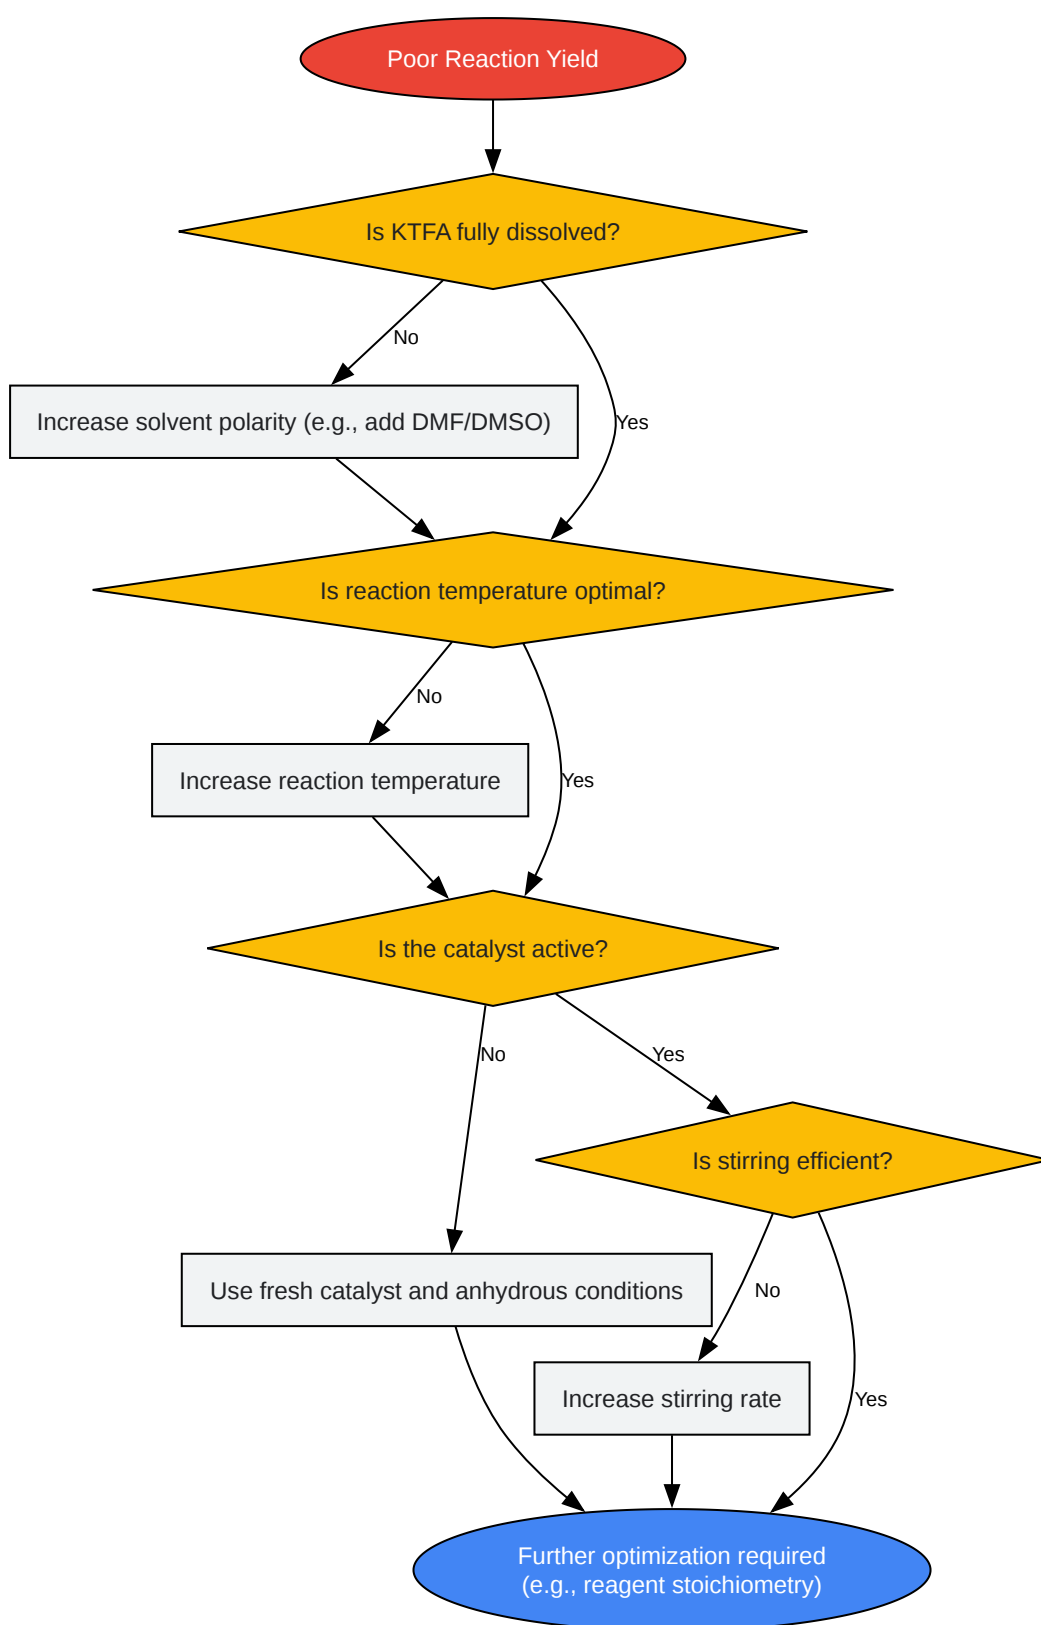 Poor Reaction Yield
Is KTFA fully dissolved?
No
Increase solvent polarity (e.g., add DMF/DMSO)
Yes
Is reaction temperature optimal?
No
Increase reaction temperature
Yes
Is the catalyst active?
No
Yes
Is stirring efficient?
Use fresh catalyst and anhydrous conditions
No
Increase stirring rate
Yes
Further optimization required
(e.g., reagent stoichiometry)